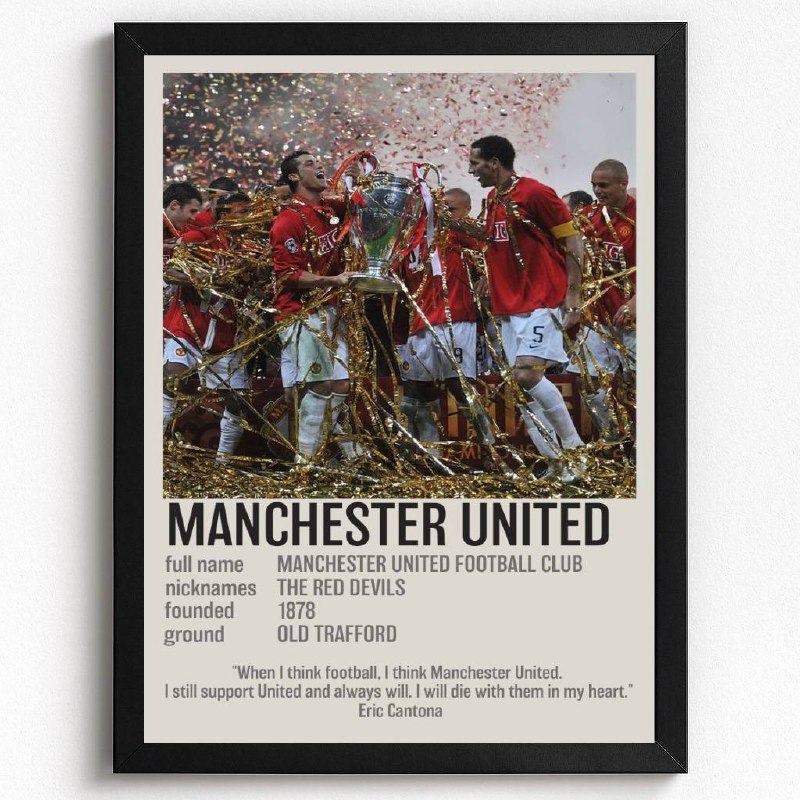 MANCHESTER UNITED
full name MANCHESTER UNITED FOOTBALL CLUB
nicknames THE RED DEVILS
founded 1878
ground OLD TRAFFORD
"When I think football, I think Manchester United.
I still support United and always will. I will die with them in my heart."
Eric Cantona
5
9